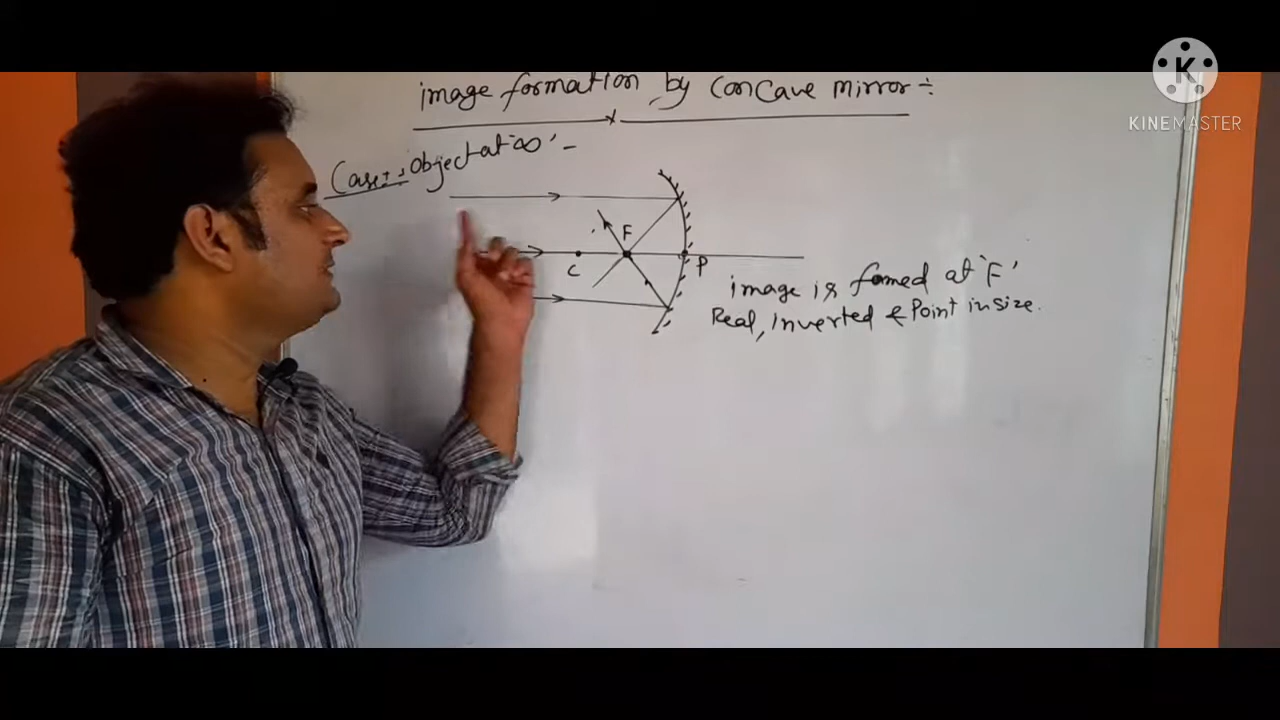 KINEMASTER
image formation by concave mirror ÷
Case I :- Object at '∞' -
F
C
P
image is formed at 'F'
Real, inverted & Point in size.